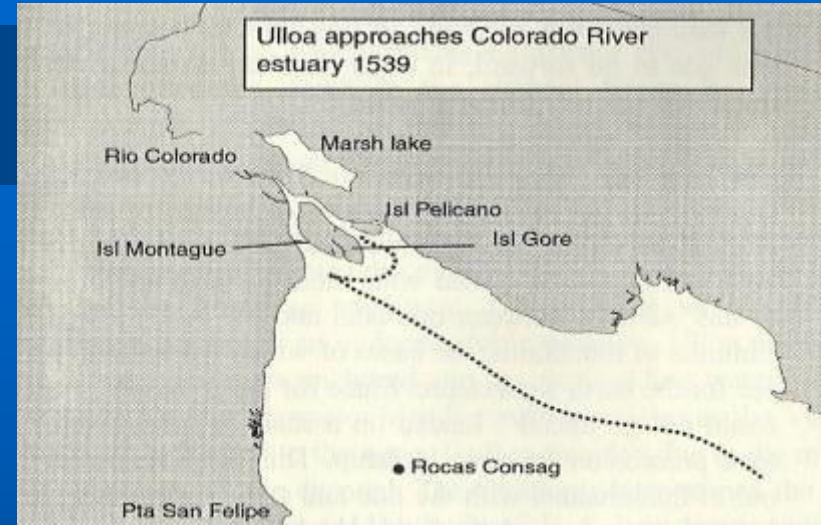 Ulloa approaches Colorado River
estuary 1539
Marsh lake
Rio Colorado
Isl Pelicano
Isl Montague
Isl Gore
Rocas Consag
Pta San Felipe